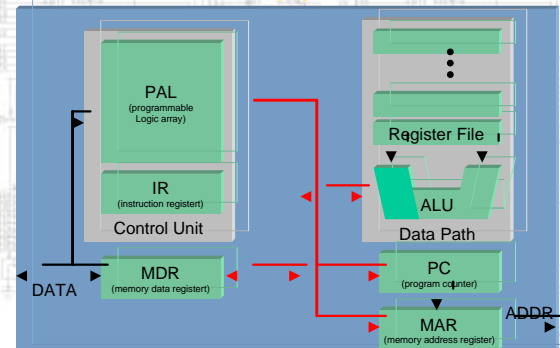 PAL
(programmable
Logic array)
IR
(instruction registert)
Control Unit
MDR
(memory data registert)
DATA
Register File
ALU
Data Path
PC
(program counter)
MAR
(memory address register)
ADDR